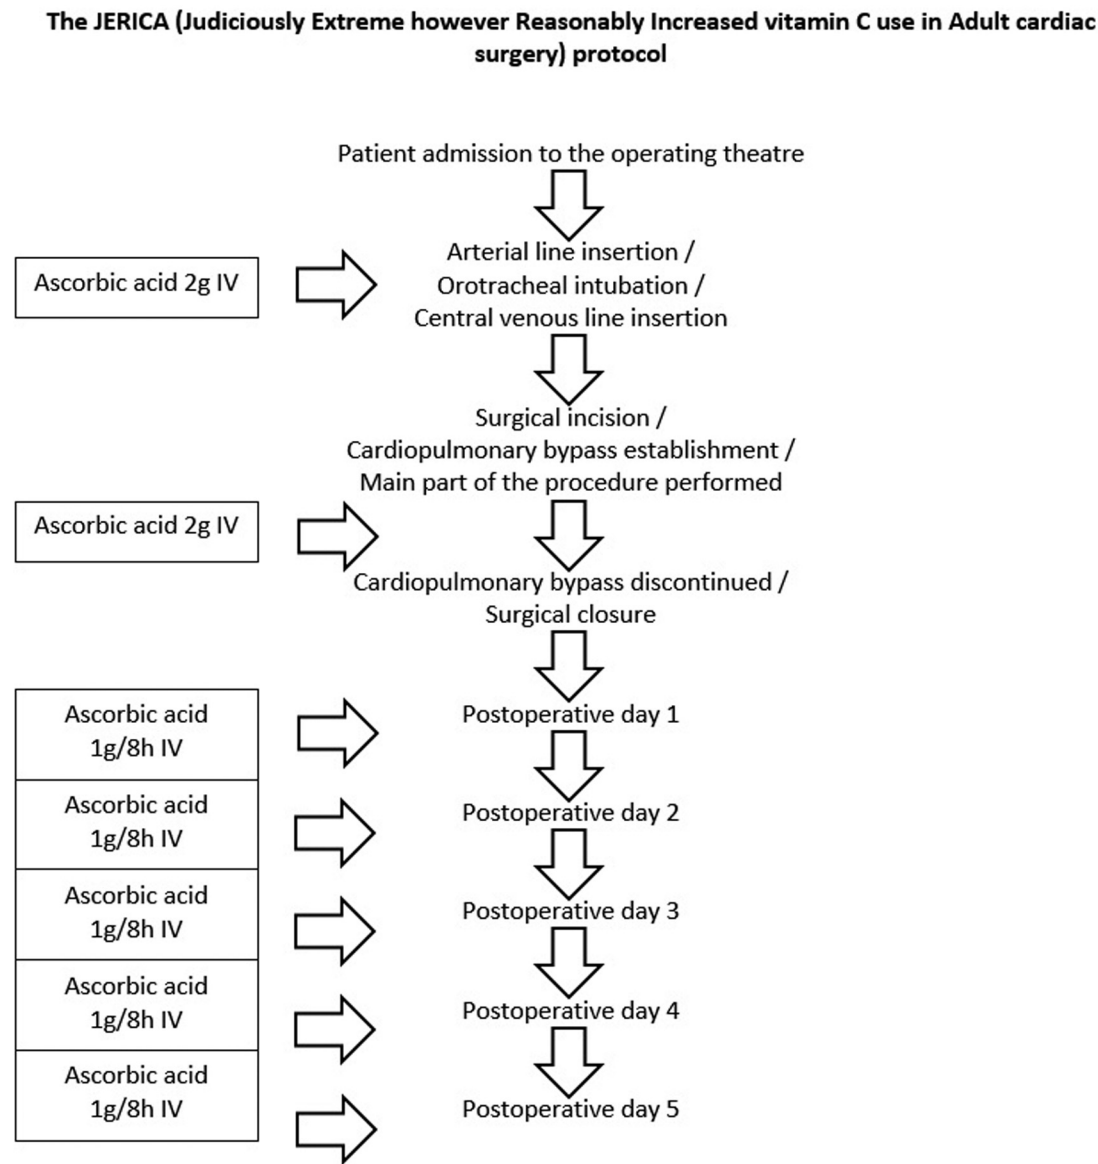 The JERICA (Judiciously Extreme however Reasonably Increased vitamin C use in Adult cardiac
surgery) protocol
Patient admission to the operating theatre
Ascorbic acid 2g IV
Arterial line insertion /
Orotracheal intubation /
Central venous line insertion
Surgical incision /
Cardiopulmonary bypass establishment /
Main part of the procedure performed
Ascorbic acid 2g IV
Cardiopulmonary bypass discontinued /
Surgical closure
Ascorbic acid
1g/8h IV
Postoperative day 1
Ascorbic acid
1g/8h IV
Postoperative day 2
Ascorbic acid
1g/8h IV
Postoperative day 3
Ascorbic acid
1g/8h IV
Postoperative day 4
Ascorbic acid
1g/8h IV
Postoperative day 5